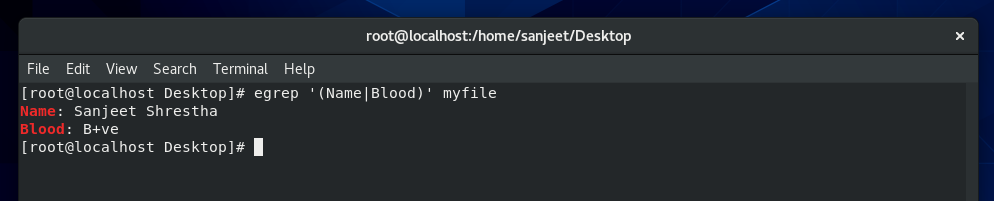 root@localhost:/home/sanjeet/Desktop ×
File Edit View Search Terminal Help
[root@localhost Desktop]# egrep '(Name|Blood)' myfile
Name: Sanjeet Shrestha
Blood: B+ve
[root@localhost Desktop]#